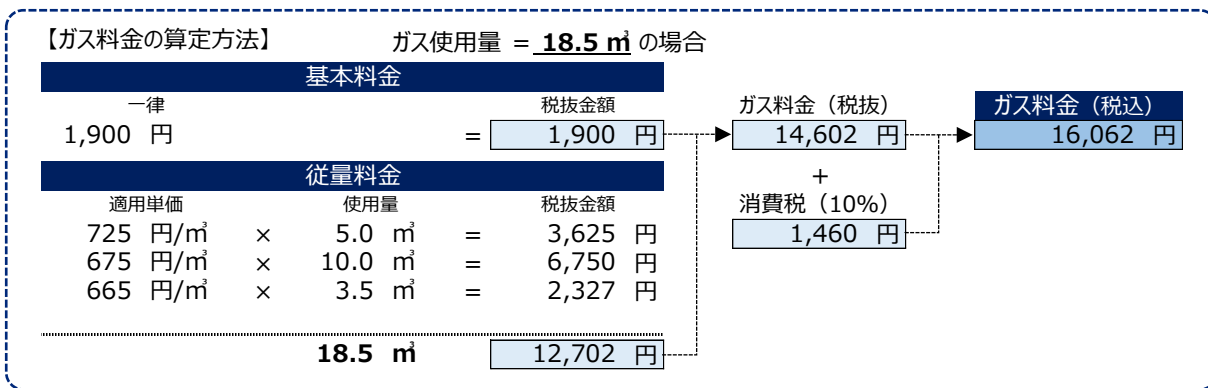 【ガス料金の算定方法】 ガス使用量 = 18.5 ㎥ の場合
基本料金
一律 税抜金額
1,900 円 = 1,900 円
従量料金
適用単価 使用量 税抜金額
725 円/㎥ × 5.0 ㎥ = 3,625 円
675 円/㎥ × 10.0 ㎥ = 6,750 円
665 円/㎥ × 3.5 ㎥ = 2,327 円
18.5 ㎥ 12,702 円
ガス料金（税抜）
14,602 円
+
消費税（10%）
1,460 円
ガス料金（税込）
16,062 円